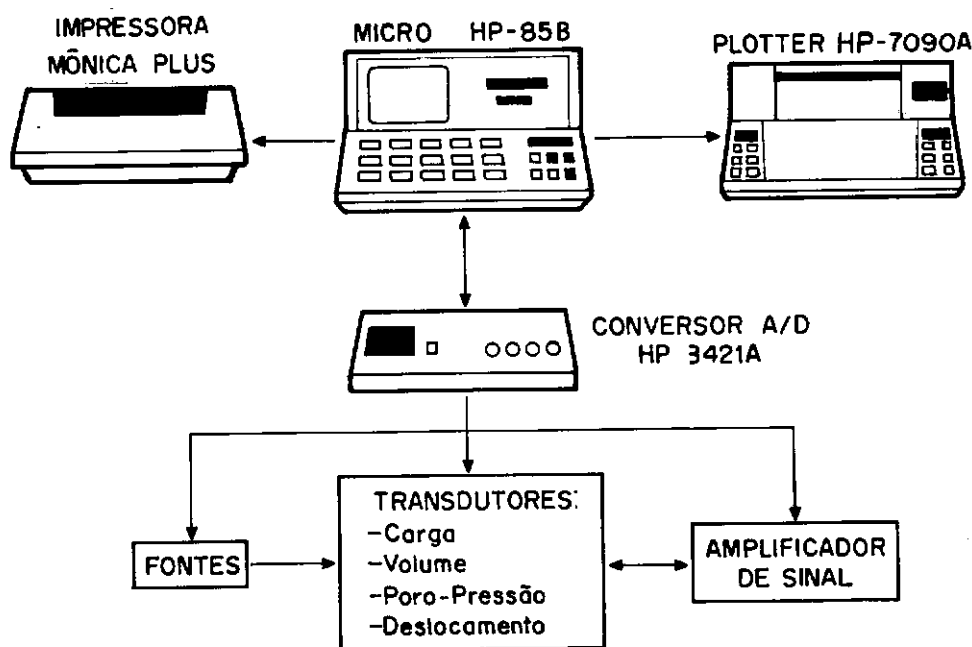 IMPRESSORA
MÔNICA PLUS
MICRO HP-85B
PLOTTER HP-7090A
CONVERSOR A/D
HP 3421A
FONTES
TRANSDUTORES:
-Carga
-Volume
-Poro-Pressão
-Deslocamento
AMPLIFICADOR
DE SINAL